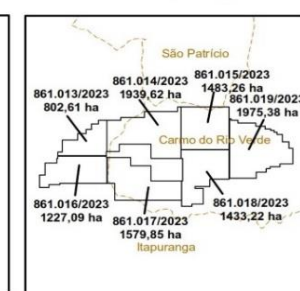 São Patrício
861.015/2023
1483,26 ha
861.014/2023
1939,62 ha
861.013/2023
802,61 ha
861.019/2023
1975,38 ha
Carmo do Rio Verde
861.016/2023
1227,09 ha
861.018/2023
1433,22 ha
861.017/2023
1579,85 ha
Itapuranga